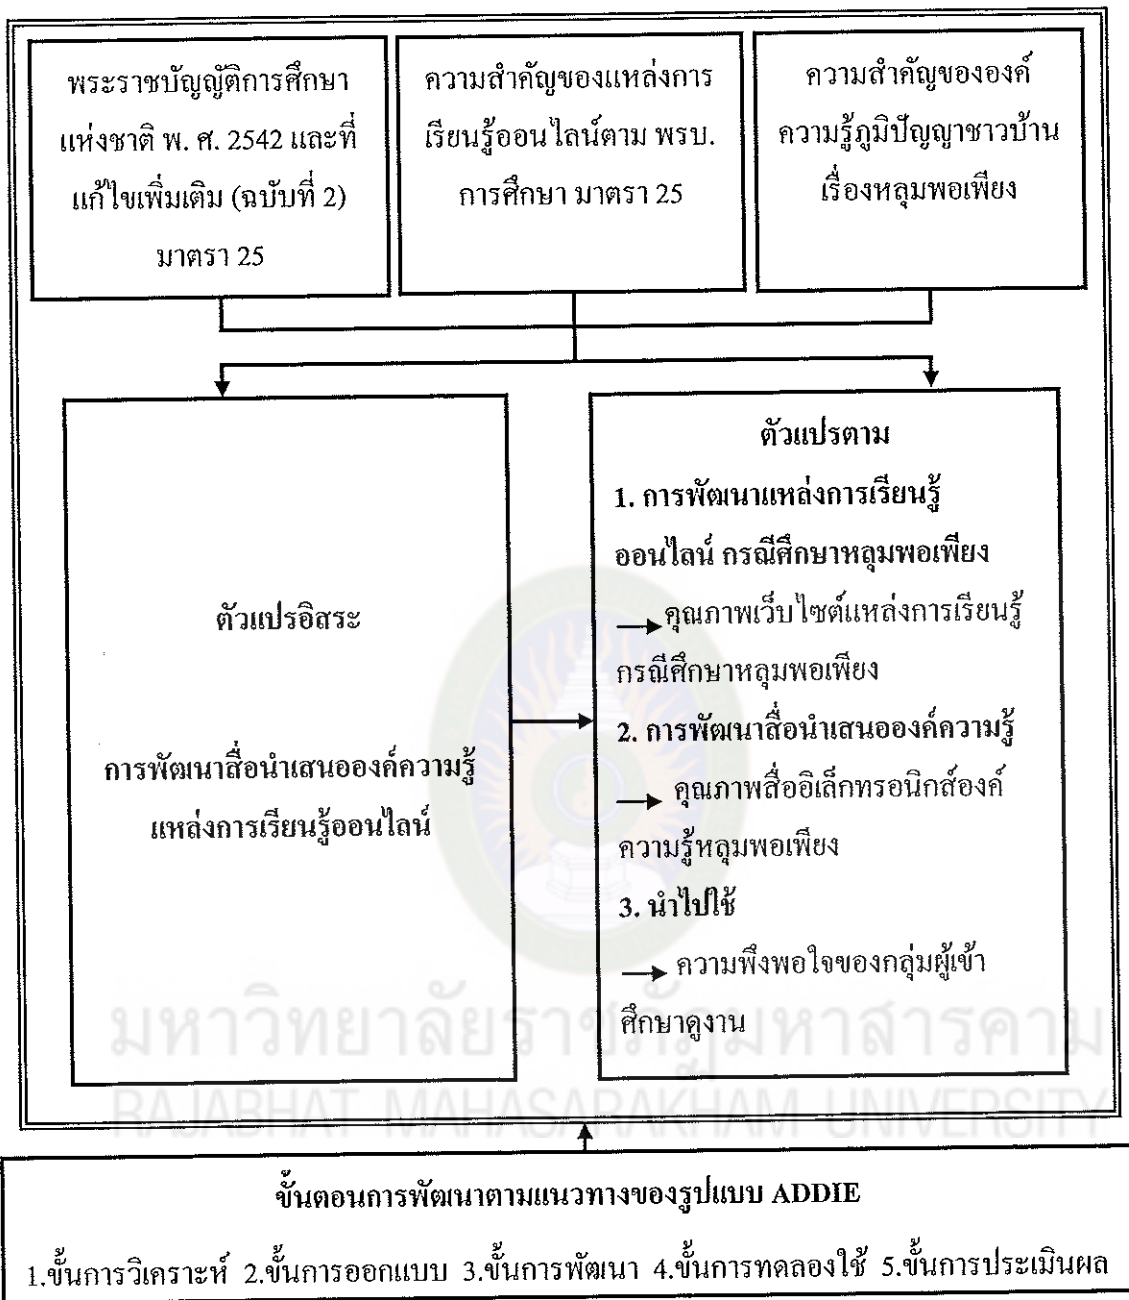 พระราชบัญญัติการศึกษา
แห่งชาติ พ. ศ. 2542 และที่
แก้ไขเพิ่มเติม (ฉบับที่ 2)
มาตรา 25
ความสำคัญของแหล่งการ
เรียนรู้ออนไลน์ตาม พรบ.
การศึกษา มาตรา 25
ความสำคัญขององค์
ความรู้ภูมิปัญญาชาวบ้าน
เรื่องหลุมพอเพียง
ตัวแปรอิสระ
การพัฒนาสื่อนำเสนอองค์ความรู้
แหล่งการเรียนรู้ออนไลน์
ตัวแปรตาม
1. การพัฒนาแหล่งการเรียนรู้
ออนไลน์ กรณีศึกษาหลุมพอเพียง
คุณภาพเว็บไซต์แหล่งการเรียนรู้
กรณีศึกษาหลุมพอเพียง
2. การพัฒนาสื่อนำเสนอองค์ความรู้
คุณภาพสื่ออิเล็กทรอนิกส์องค์
ความรู้หลุมพอเพียง
3. นำไปใช้
ความพึงพอใจของกลุ่มผู้เข้า
ศึกษาดูงาน
มหาวิทยาลัยราชภัฏมหาสารคาม
RAJABHAT MAHASARAKHAM UNIVERSITY
ขั้นตอนการพัฒนาตามแนวทางของรูปแบบ ADDIE
1.ขั้นการวิเคราะห์ 2.ขั้นการออกแบบ 3.ขั้นการพัฒนา 4.ขั้นการทดลองใช้ 5.ขั้นการประเมินผล